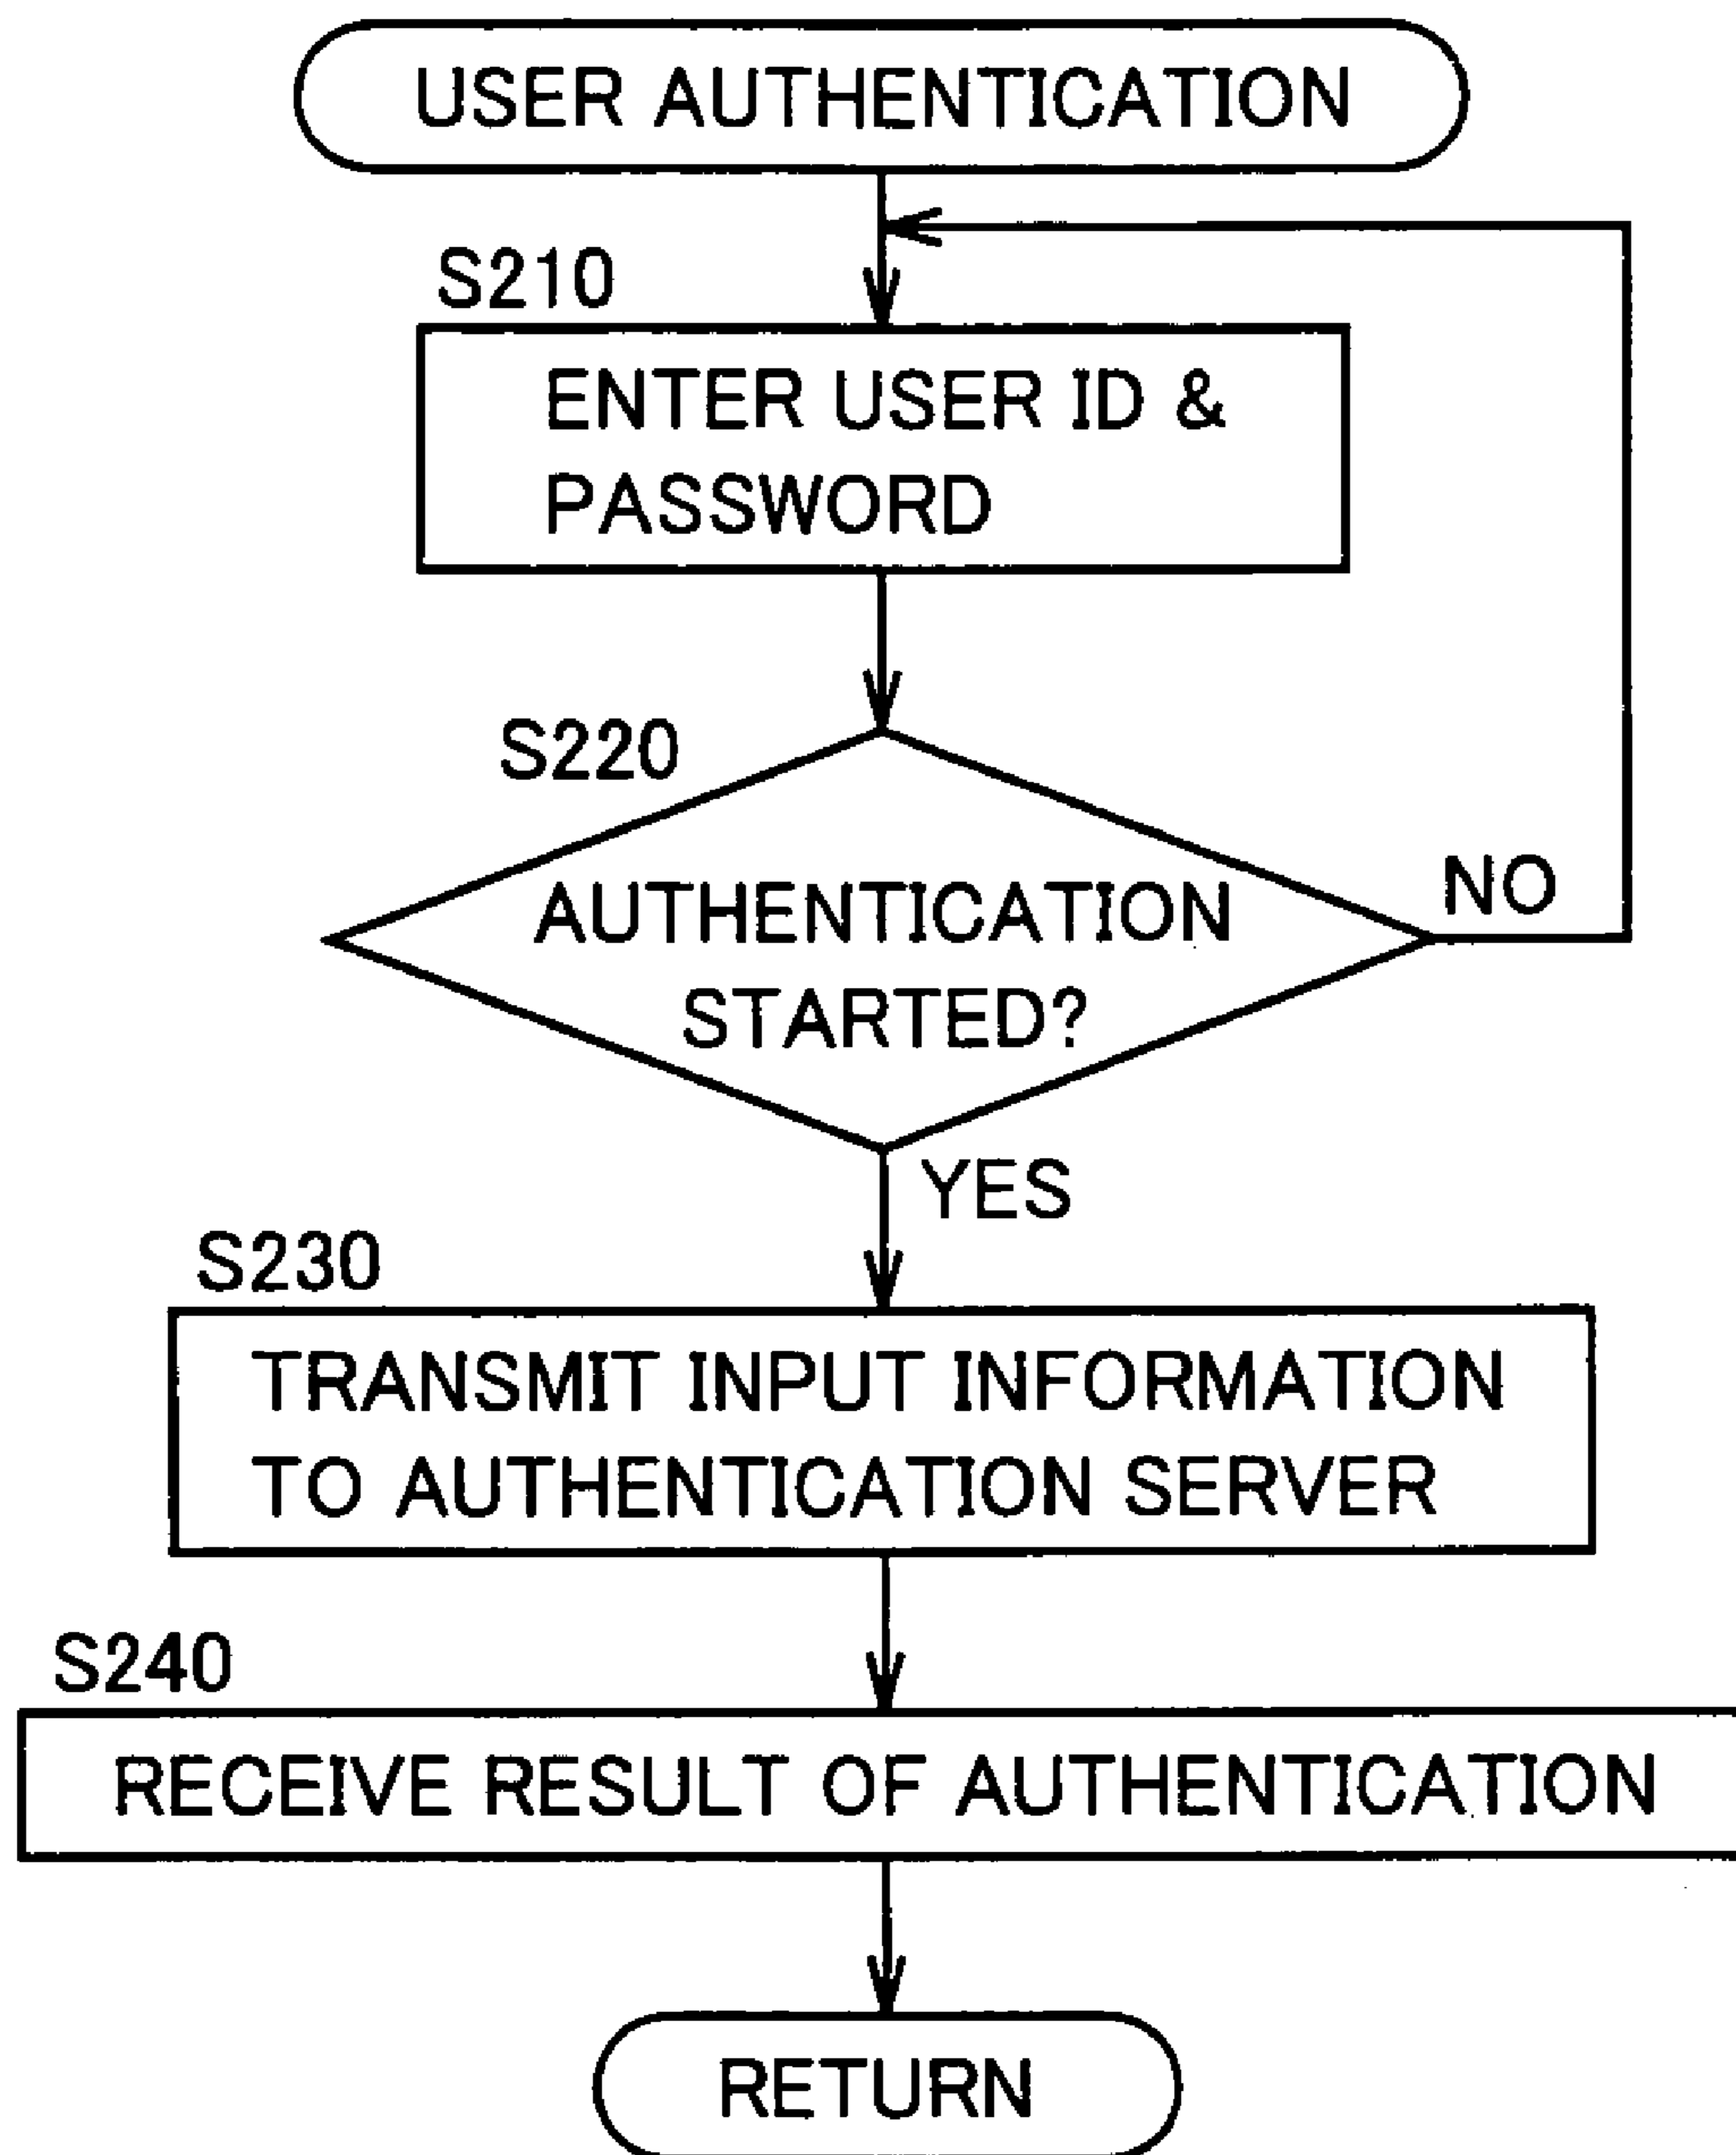 USER AUTHENTICATION
S210
ENTER USER ID &
PASSWORD
S220
AUTHENTICATION
STARTED?
NO
YES
S230
TRANSMIT INPUT INFORMATION
TO AUTHENTICATION SERVER
S240
RECEIVE RESULT OF AUTHENTICATION
RETURN